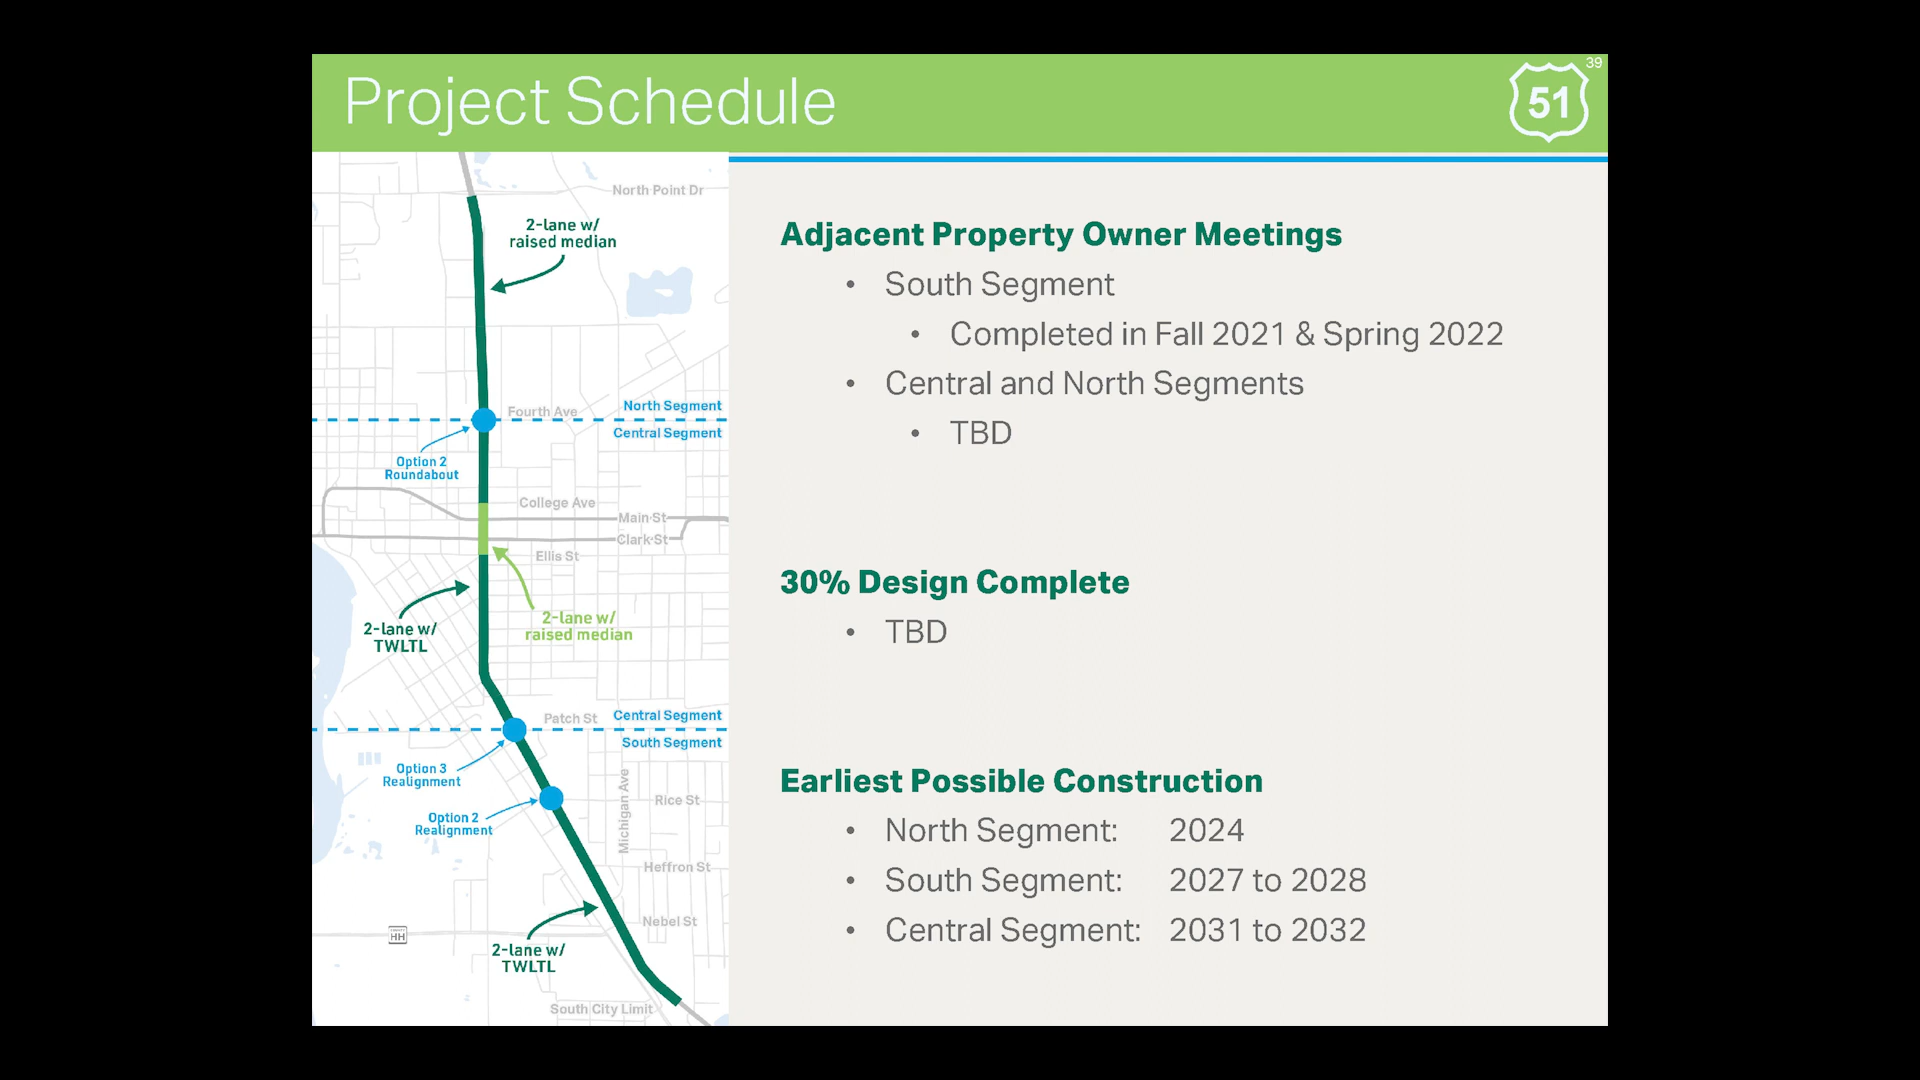 Project Schedule
51
39
North Point Dr
2-lane w/
raised median
Fourth Ave
North Segment
Central Segment
Option 2
Roundabout
College Ave
Main St
Clark St
Ellis St
2-lane w/
TWLTL
2-lane w/
raised median
Patch St
Central Segment
South Segment
Option 3
Realignment
Option 2
Realignment
Michigan Ave
Rice St
Heffron St
Nebel St
HH
2-lane w/
TWLTL
South City Limit
Adjacent Property Owner Meetings
• South Segment
• Completed in Fall 2021 & Spring 2022
• Central and North Segments
• TBD
30% Design Complete
• TBD
Earliest Possible Construction
• North Segment: 2024
• South Segment: 2027 to 2028
• Central Segment: 2031 to 2032